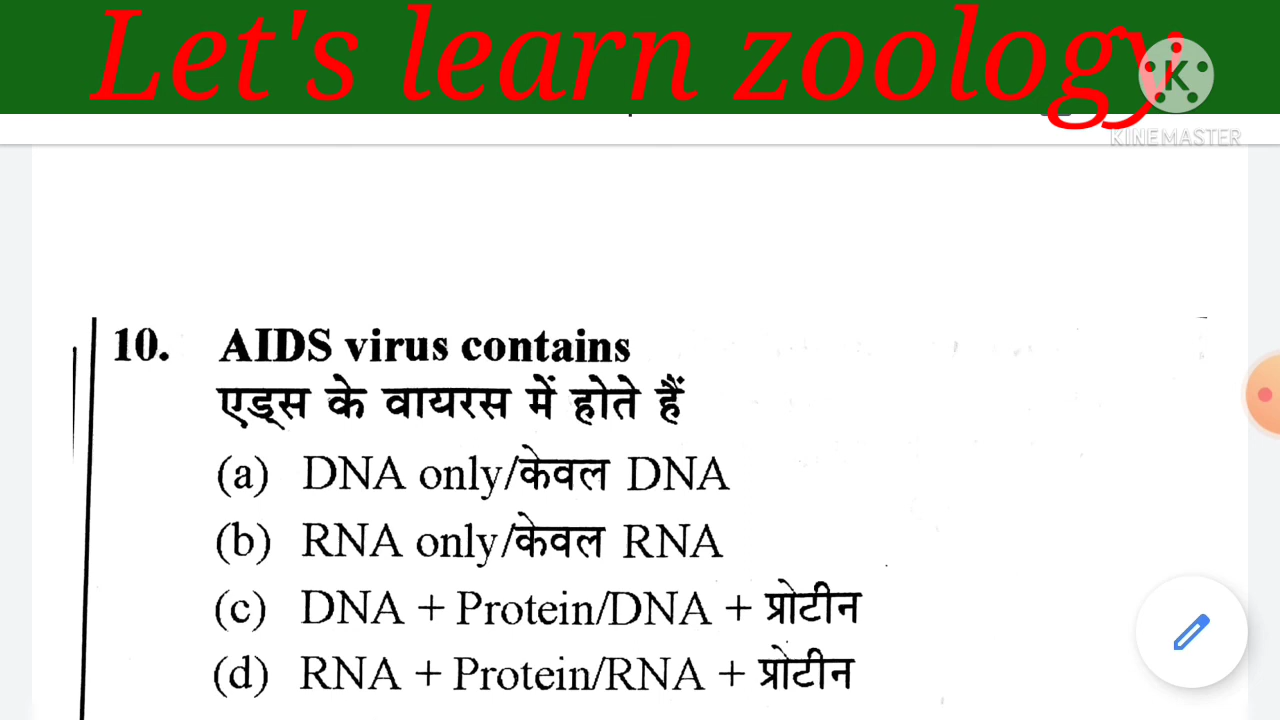 Let's learn zoology
K
KINEMASTER
10. AIDS virus contains
एड्स के वायरस में होते हैं
(a) DNA only/केवल DNA
(b) RNA only/केवल RNA
(c) DNA + Protein/DNA + प्रोटीन
(d) RNA + Protein/RNA + प्रोटीन